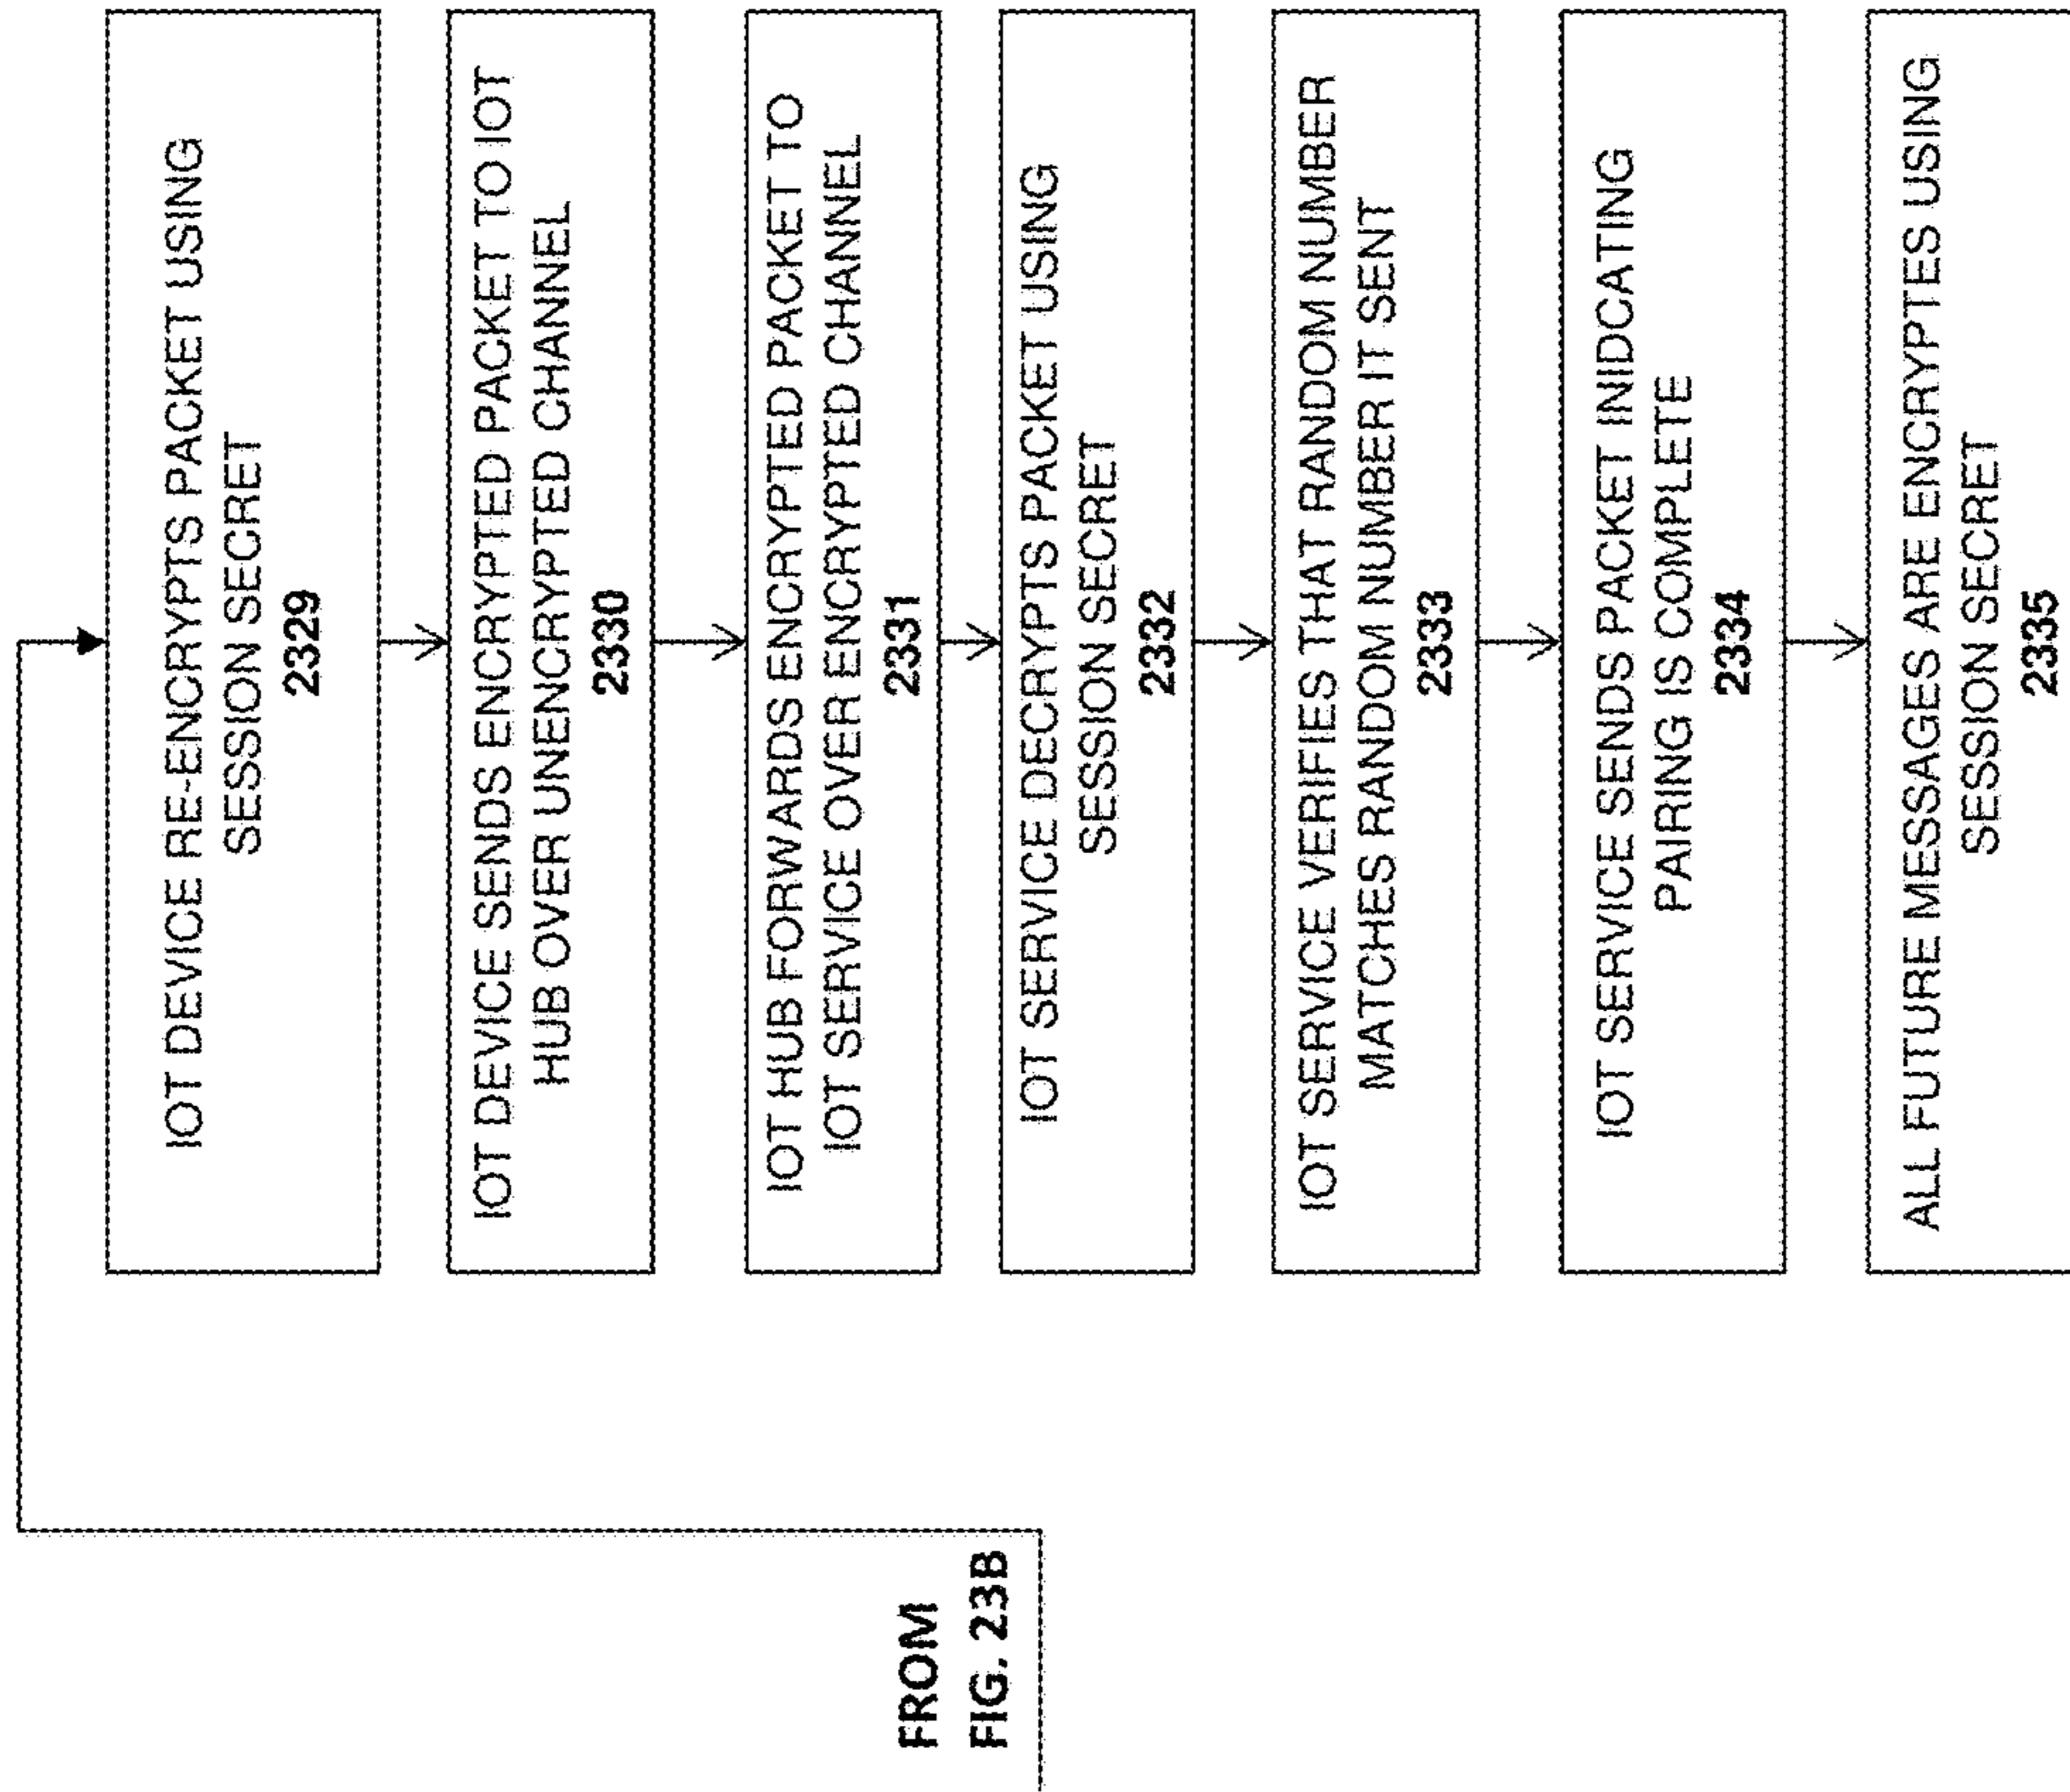 FROM
FIG. 23B
IOT DEVICE RE-ENCRYPTS PACKET USING
SESSION SECRET
2329
IOT DEVICE SENDS ENCRYPTED PACKET TO IOT
HUB OVER UNENCRYPTED CHANNEL
2330
IOT HUB FORWARDS ENCRYPTED PACKET TO
IOT SERVICE OVER ENCRYPTED CHANNEL
2331
IOT SERVICE DECRYPTS PACKET USING
SESSION SECRET
2332
IOT SERVICE VERIFIES THAT RANDOM NUMBER
MATCHES RANDOM NUMBER IT SENT
2333
IOT SERVICE SENDS PACKET INIDCATING
PAIRING IS COMPLETE
2334
ALL FUTURE MESSAGES ARE ENCRYPTES USING
SESSION SECRET
2335